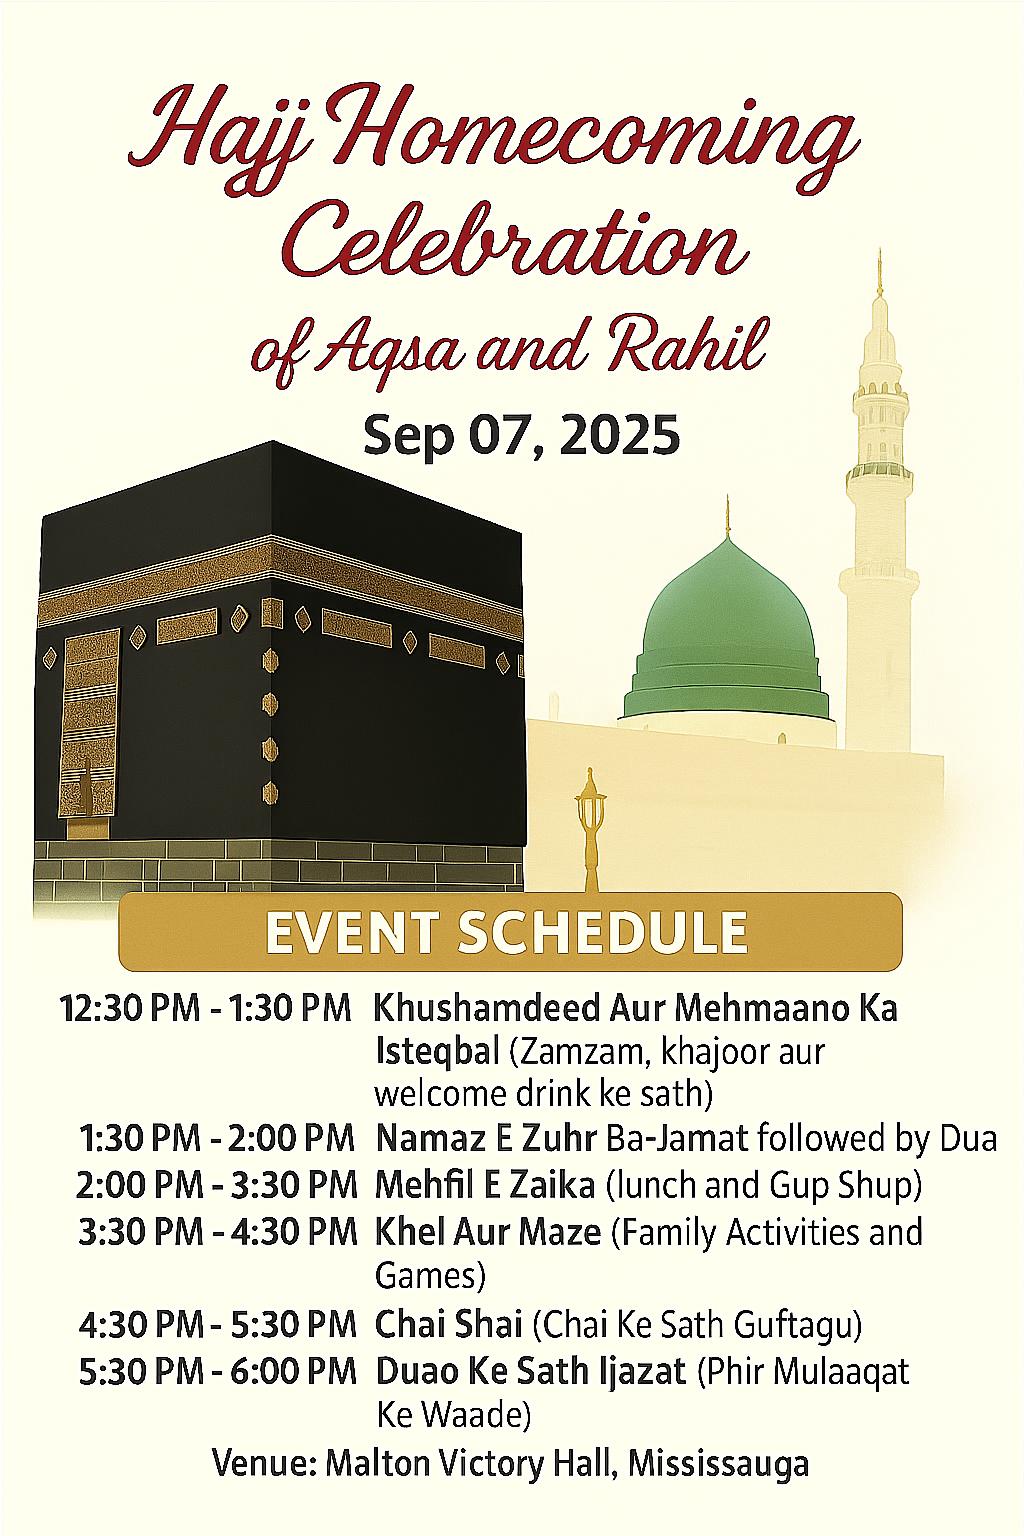 Hajj Homecoming
Celebration
of Aqsa and Rahil
Sep 07, 2025
EVENT SCHEDULE
12:30 PM - 1:30 PM Khushamdeed Aur Mehmaano Ka
Isteqbal (Zamzam, khajoor aur
welcome drink ke sath)
1:30 PM - 2:00 PM Namaz E Zuhr Ba-Jamat followed by Dua
2:00 PM - 3:30 PM Mehfil E Zaika (lunch and Gup Shup)
3:30 PM - 4:30 PM Khel Aur Maze (Family Activities and
Games)
4:30 PM - 5:30 PM Chai Shai (Chai Ke Sath Guftagu)
5:30 PM - 6:00 PM Duao Ke Sath Ijazat (Phir Mulaaqat
Ke Waade)
Venue: Malton Victory Hall, Mississauga